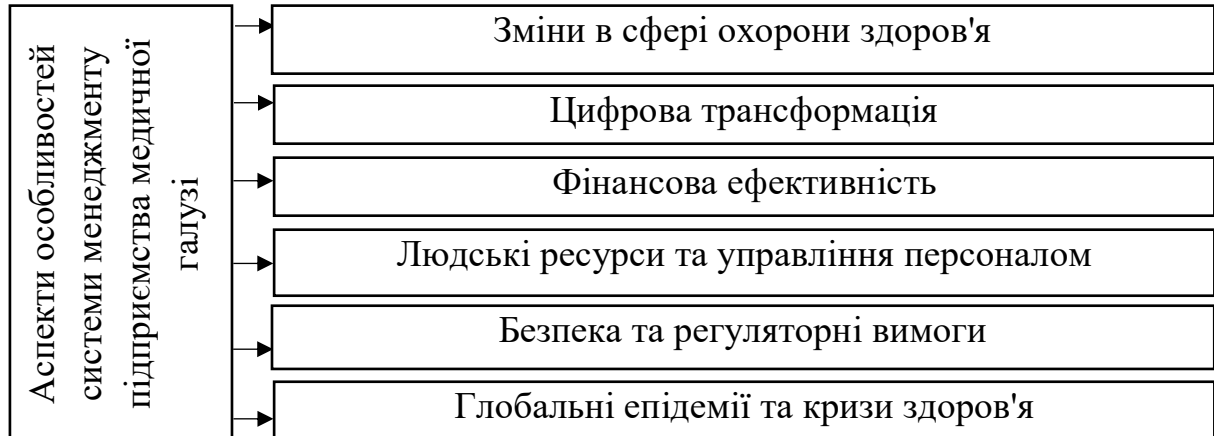 Аспекти особливостей
системи менеджменту
підприємства медичної
галузі
Зміни в сфері охорони здоров'я
Цифрова трансформація
Фінансова ефективність
Людські ресурси та управління персоналом
Безпека та регуляторні вимоги
Глобальні епідемії та кризи здоров'я